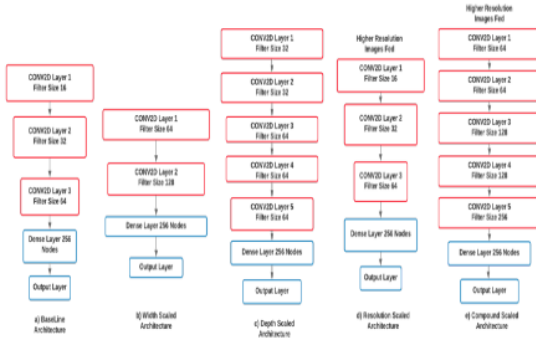 CONV2D Layer 1
Filter Size 16
CONV2D Layer 2
Filter Size 32
CONV2D Layer 3
Filter Size 64
Dense Layer 256
Nodes
Output Layer
a) BaseLine
Architecture
CONV2D Layer 1
Filter Size 64
CONV2D Layer 2
Filter Size 128
Dense Layer 256 Nodes
Output Layer
b) Width Scaled
Architecture
CONV2D Layer 1
Filter Size 32
CONV2D Layer 2
Filter Size 32
CONV2D Layer 3
Filter Size 64
CONV2D Layer 4
Filter Size 64
CONV2D Layer 5
Filter Size 64
Dense Layer 256 Nodes
Output Layer
c) Depth Scaled
Architecture
Higher Resolution
Images Fed
CONV2D Layer 1
Filter Size 16
CONV2D Layer 2
Filter Size 32
CONV2D Layer 3
Filter Size 64
Dense Layer 256 Nodes
Output Layer
d) Resolution Scaled
Architecture
Higher Resolution
Images Fed
CONV2D Layer 1
Filter Size 64
CONV2D Layer 2
Filter Size 64
CONV2D Layer 3
Filter Size 128
CONV2D Layer 4
Filter Size 128
CONV2D Layer 5
Filter Size 256
Dense Layer 256 Nodes
Output Layer
e) Compound Scaled
Architecture